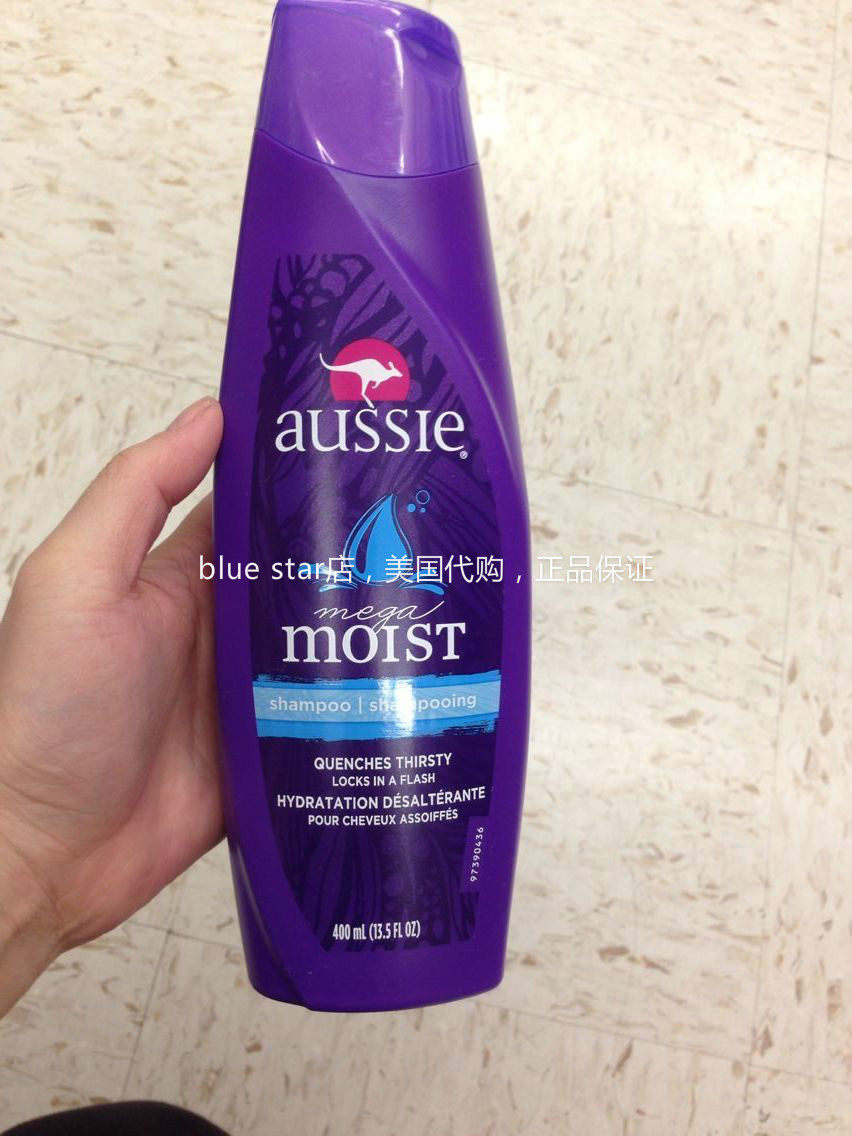 aussie®
blue star店，美国代购，正品保证
mega
MOIST
shampoo | shampooing
QUENCHES THIRSTY
LOCKS IN A FLASH
HYDRATATION DÉSALTÉRANTE
POUR CHEVEUX ASSOIFFÉS
97390436
400 mL (13.5 FL OZ)